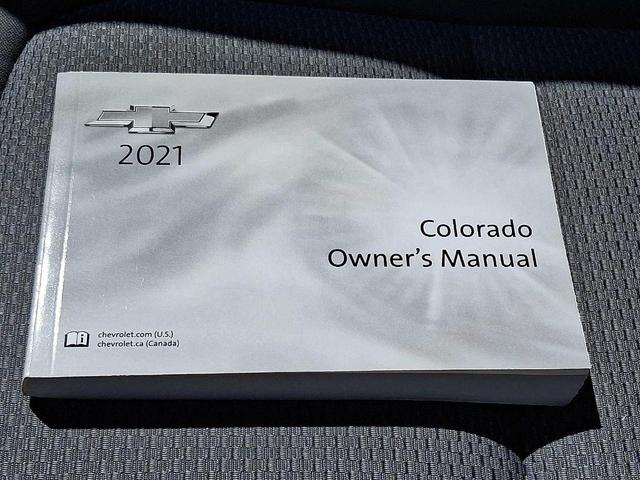 2021
Colorado
Owner's Manual
chevrolet.com (U.S.)
chevrolet.ca (Canada)